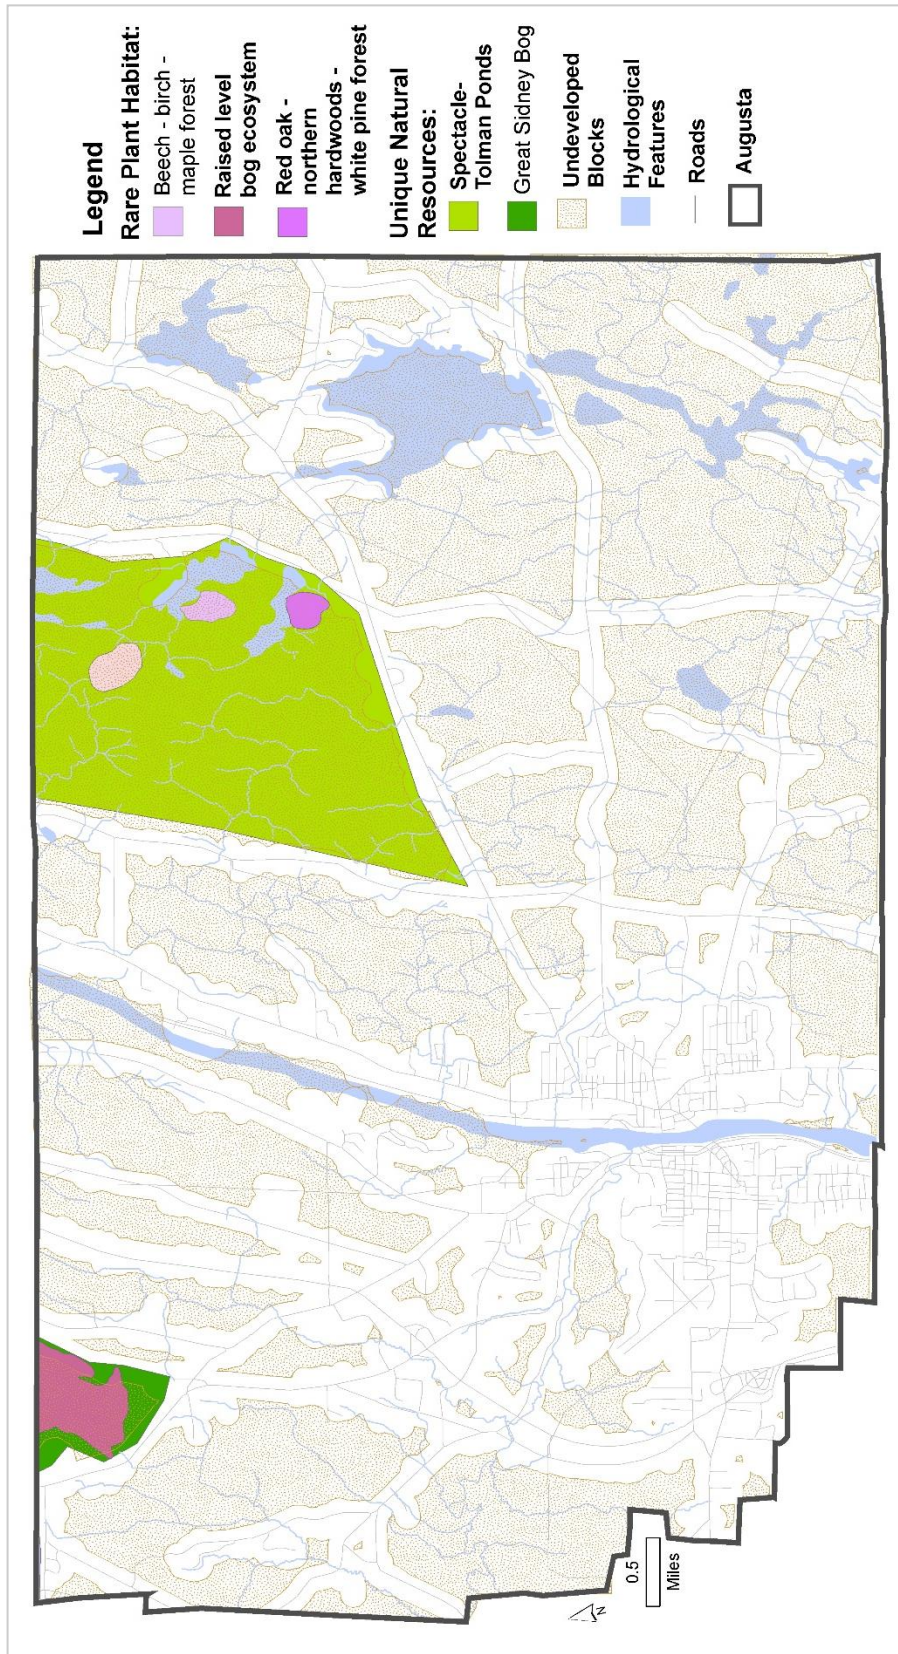 Legend
Rare Plant Habitat:
Beech - birch -
maple forest
Raised level
bog ecosystem
Red oak -
northern
hardwoods -
white pine forest
Unique Natural
Resources:
Spectacle-
Tolman Ponds
Great Sidney Bog
Undeveloped
Blocks
Hydrological
Features
Roads
Augusta
0.5
Miles
N